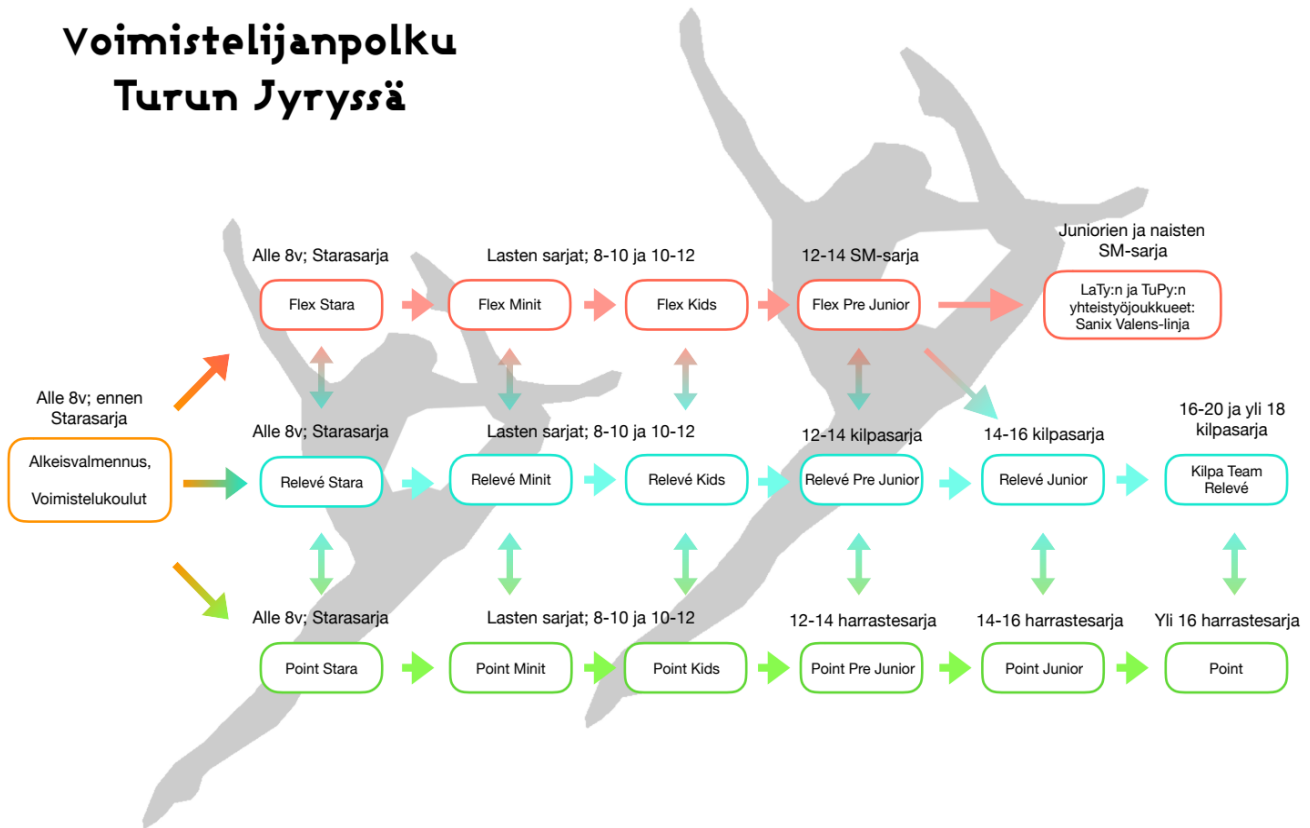 Voimistelijanpolku
Turun Jyryssä
Juniorien ja naisten
SM-sarja
Alle 8v; Starasarja
Lasten sarjat; 8-10 ja 10-12
12-14 SM-sarja
Flex Stara
Flex Minit
Flex Kids
Flex Pre Junior
LaTy:n ja TuPy:n
yhteistyöjoukkueet:
Sanix Valens-linja
Alle 8v; ennen
Starasarja
Alkeisvalmennus,
Voimistelukoulut
Alle 8v; Starasarja
Lasten sarjat; 8-10 ja 10-12
12-14 kilpasarja
14-16 kilpasarja
16-20 ja yli 18
kilpasarja
Relevé Stara
Relevé Minit
Relevé Kids
Relevé Pre Junior
Relevé Junior
Kilpa Team
Relevé
Alle 8v; Starasarja
Lasten sarjat; 8-10 ja 10-12
12-14 harrastesarja
14-16 harrastesarja
Yli 16 harrastesarja
Point Stara
Point Minit
Point Kids
Point Pre Junior
Point Junior
Point